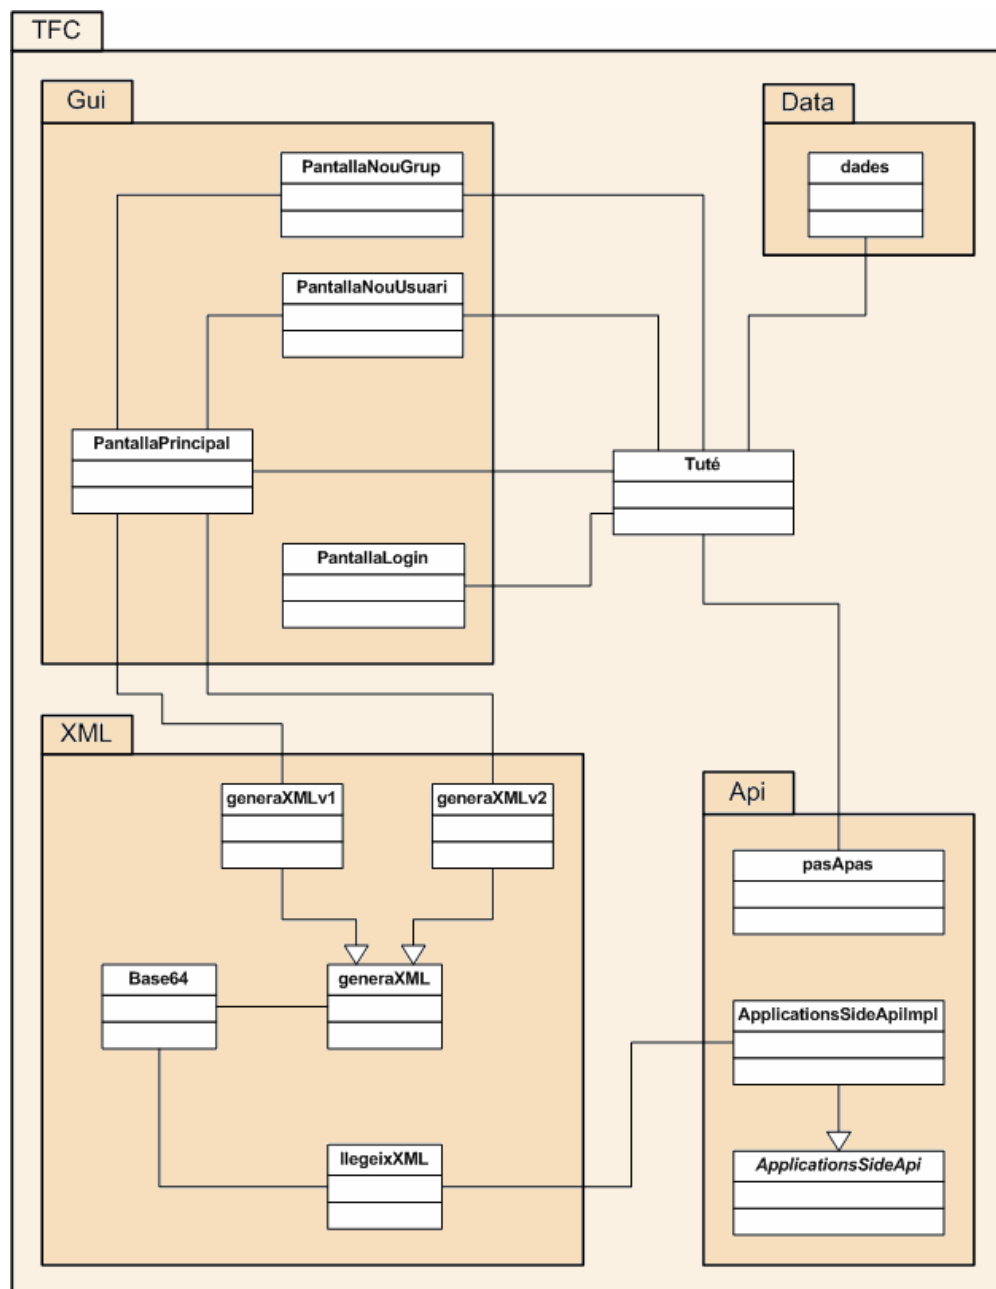 TFC
Gui
Data
PantallaNouGrup
dades
PantallaNouUsuari
PantallaPrincipal
Tuté
PantallaLogin
XML
generaXMLv1
generaXMLv2
Api
pasApas
Base64
generaXML
ApplicationsSideApiImpl
llegeixXML
ApplicationsSideApi